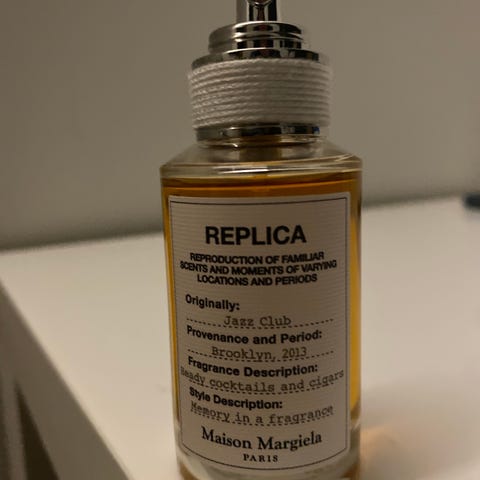 REPLICA
REPRODUCTION OF FAMILIAR
SCENTS AND MOMENTS OF VARYING
LOCATIONS AND PERIODS
Originally:
Jazz Club
Provenance and Period:
Brooklyn, 2013
Fragrance Description:
Heady cocktails and cigars
Style Description:
Memory in a fragrance
Maison Margiela
PARIS